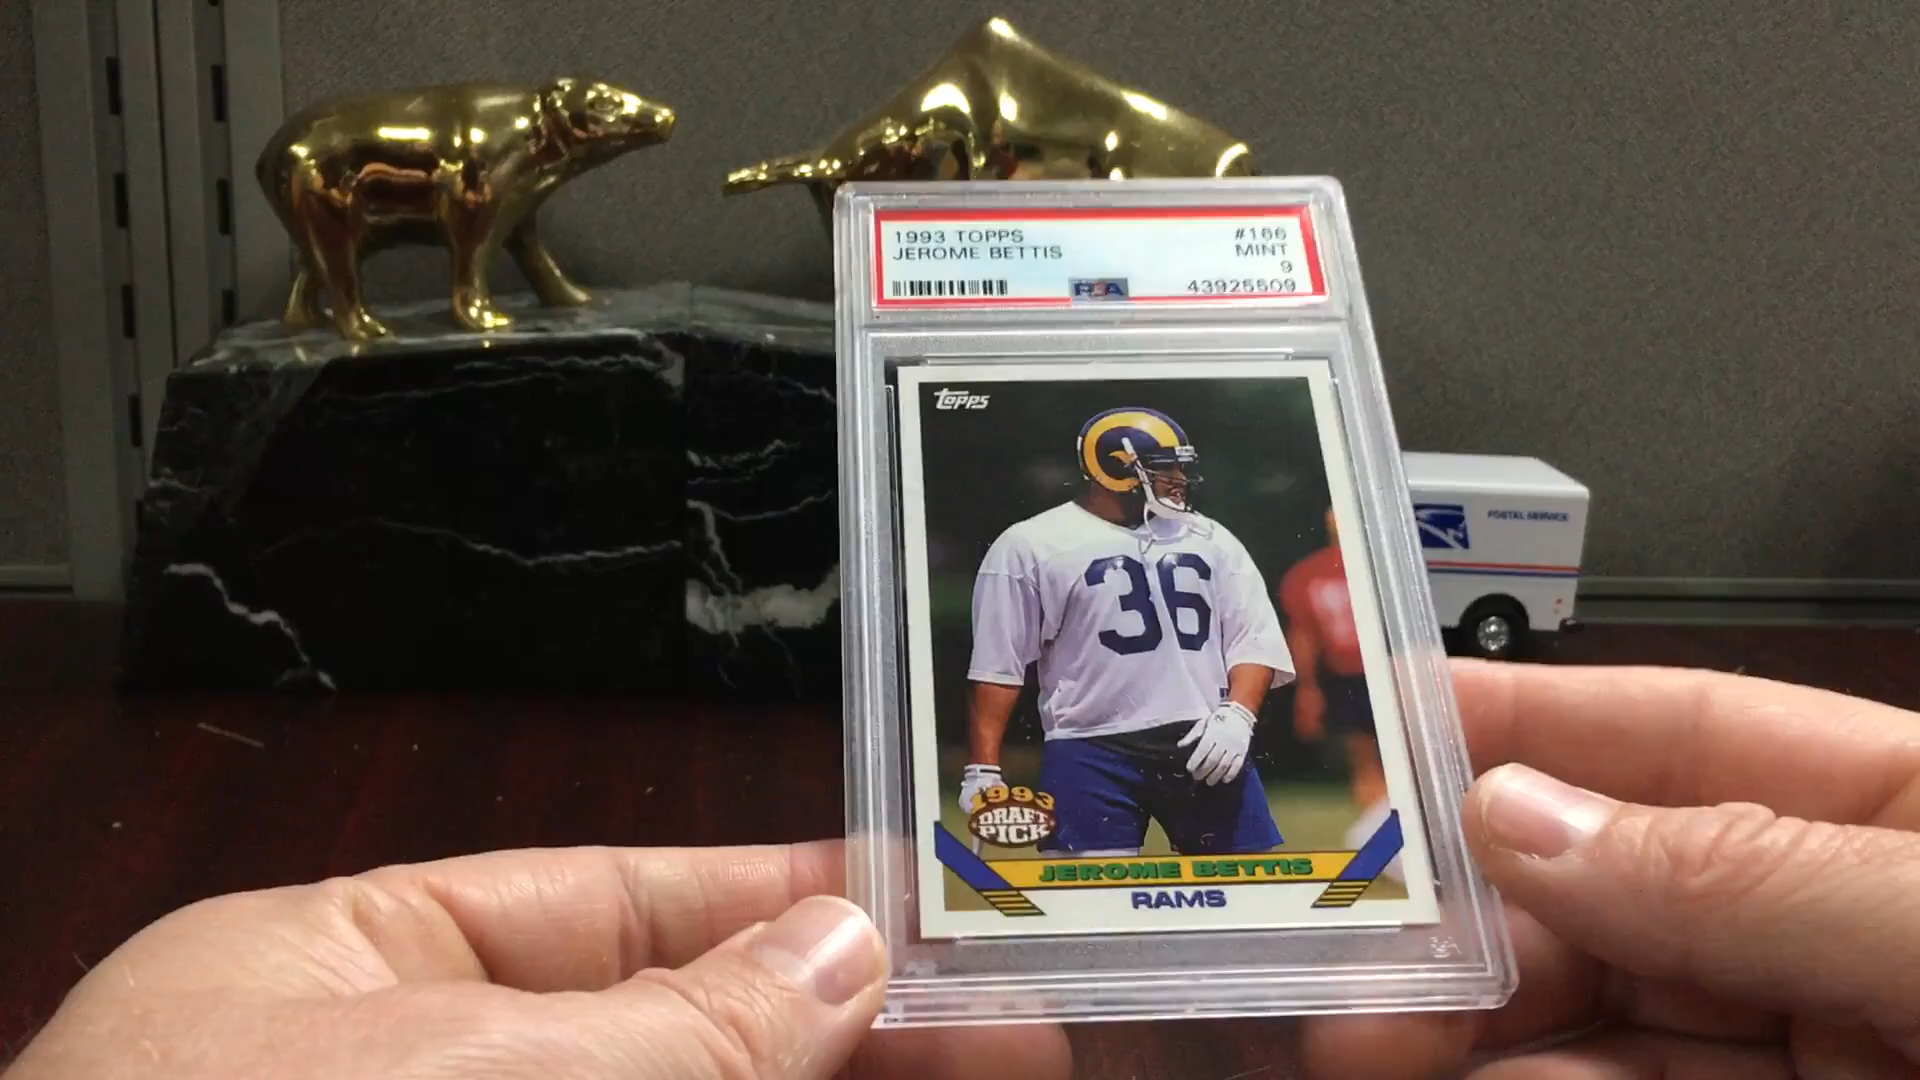 1993 TOPPS
JEROME BETTIS
#166
MINT
9
PSA
43925509
Topps
36
1993
DRAFT
PICK
JEROME BETTIS
RAMS
POSTAL SERVICE